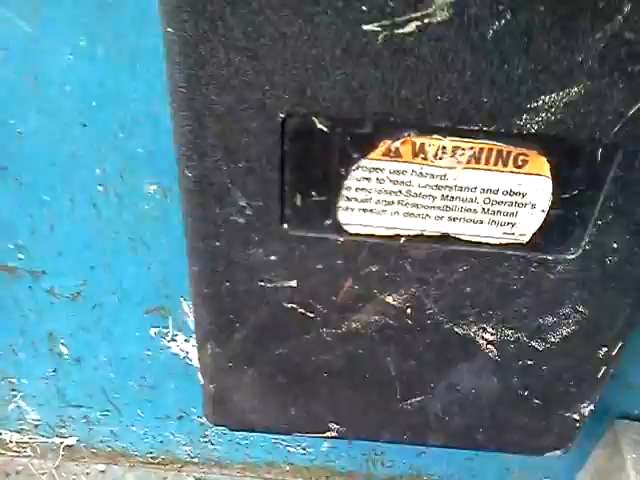 WARNING
roper use hazard.
ure to read, understand and obey
e enclosed Safety Manual, Operator's
anual and Responsibilities Manual
may result in death or serious injury.